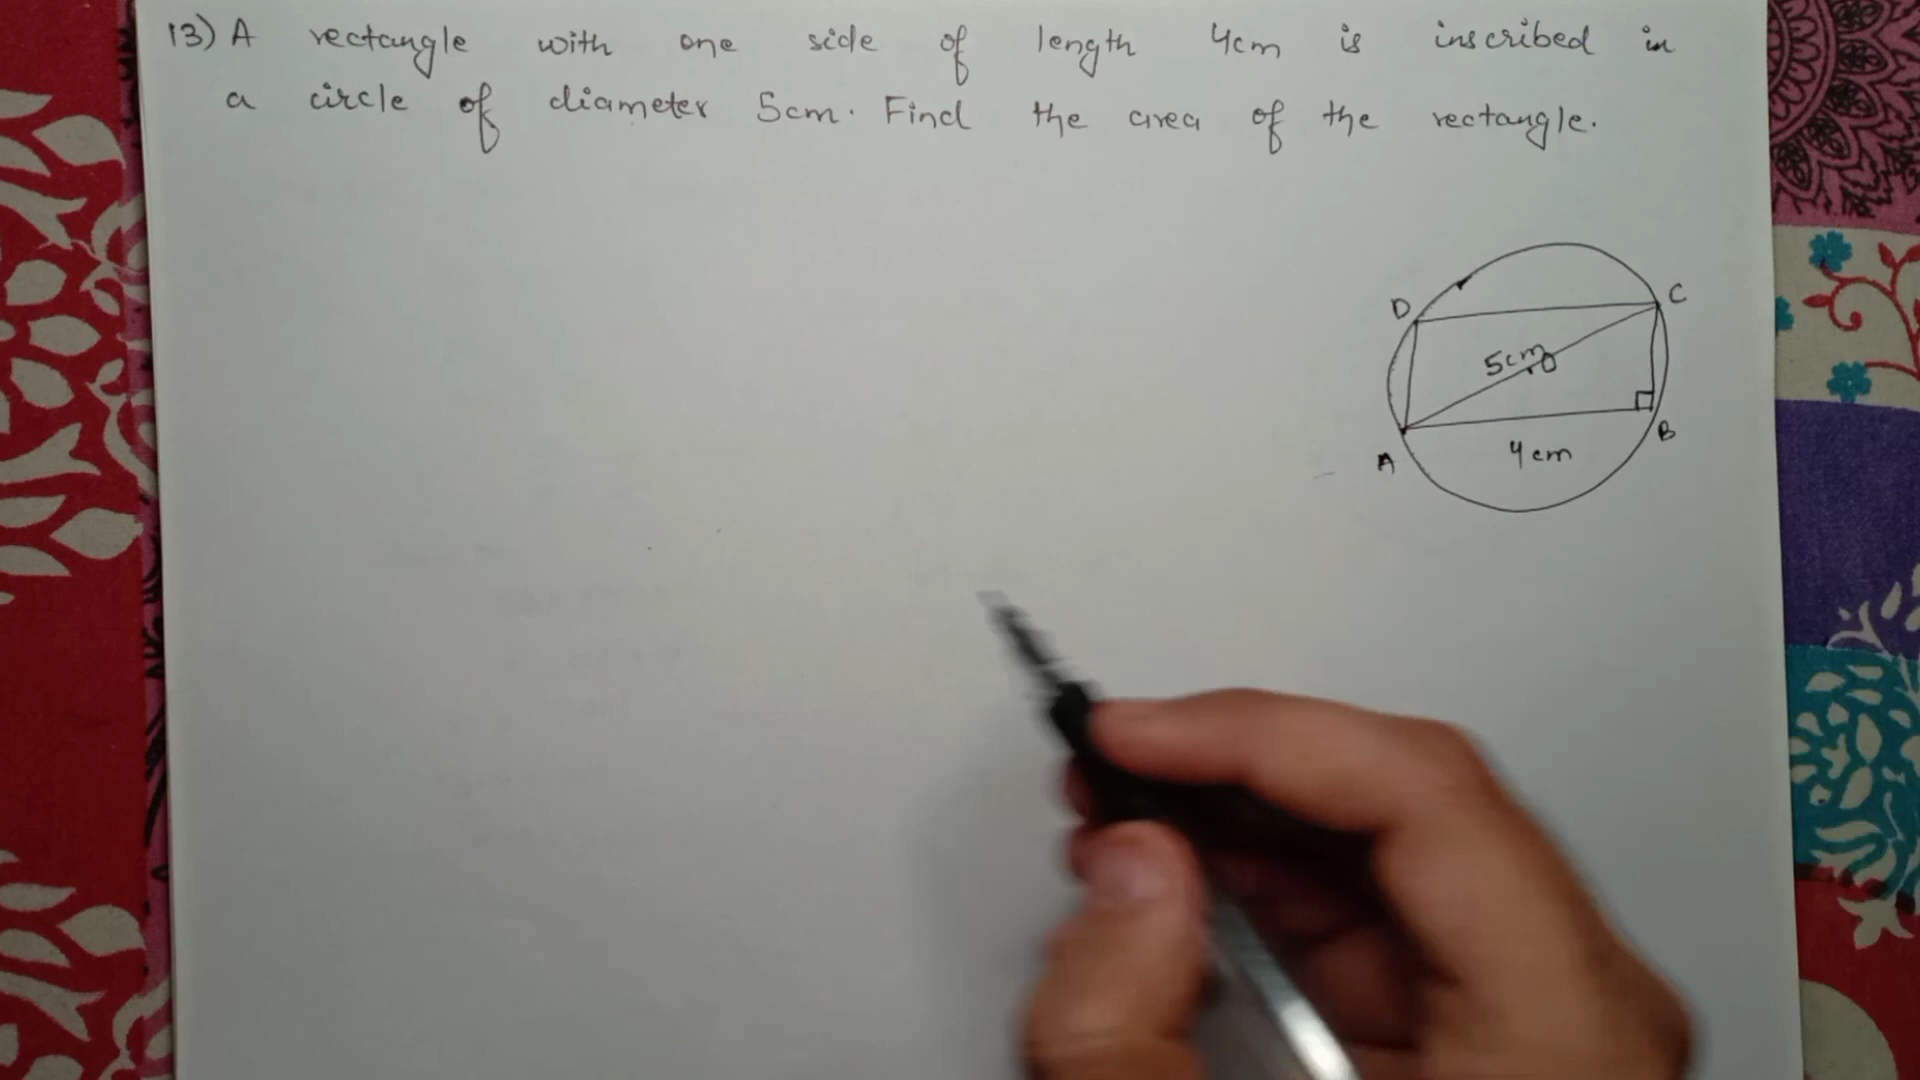 13) A rectangle with one side of length 4cm is inscribed in
a circle of diameter 5cm. Find the area of the rectangle.
D C
5cm O
4cm
A B